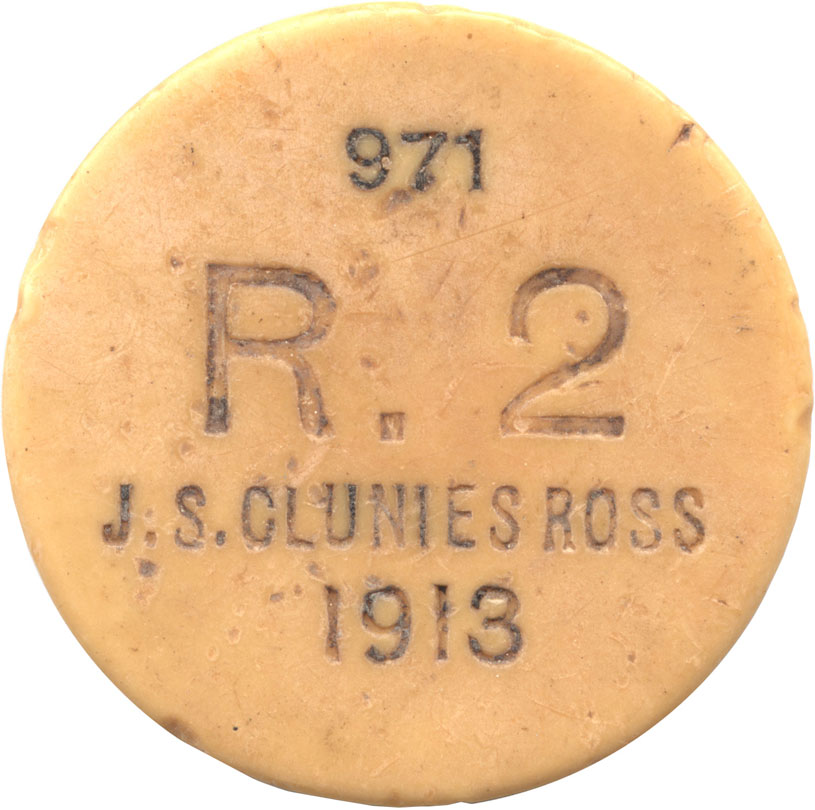 971
R. 2
J. S. CLUNIES ROSS
1913